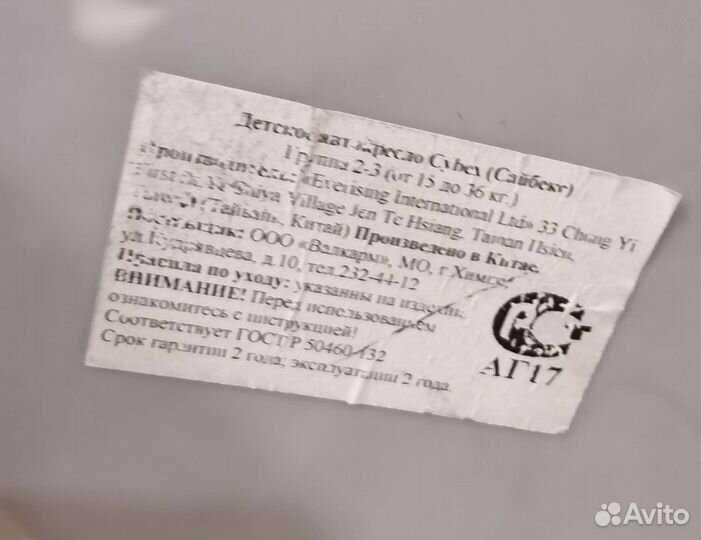 Детское кресло Cybex (Сайбекс)
Группа 2-3 (от 15 до 36 кг.)
Производитель: «Everising International Ltd» 33 Chung Yi
Village Jen Te Hsiang, Tainan Hsien,
(Тайвань, Китай) Произведено в Китае.
ООО «Валкарм», МО, г.Химки,
ул.Кудрявцева, д.10, тел.232-44-12
Правила по уходу: указаны на изделии.
ВНИМАНИЕ! Перед использованием
ознакомитесь с инструкцией!
Соответствует ГОСТ Р 50460-132
Срок гарантии 2 года, эксплуатации 2 года.
АГ17
Avito